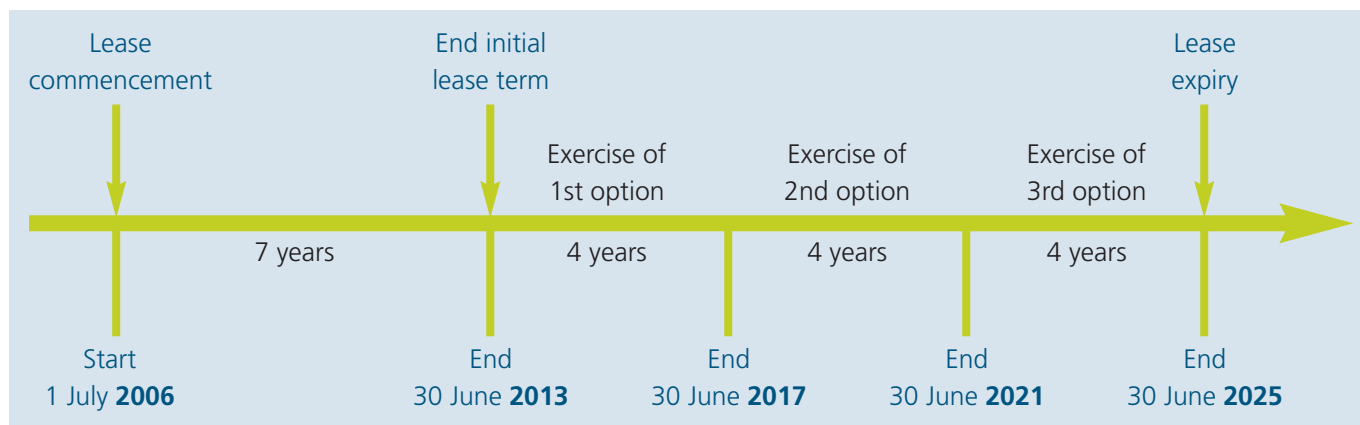 Lease
commencement
End initial
lease term
Lease
expiry
Exercise of
1st option
Exercise of
2nd option
Exercise of
3rd option
7 years
4 years
4 years
4 years
Start
1 July 2006
End
30 June 2013
End
30 June 2017
End
30 June 2021
End
30 June 2025